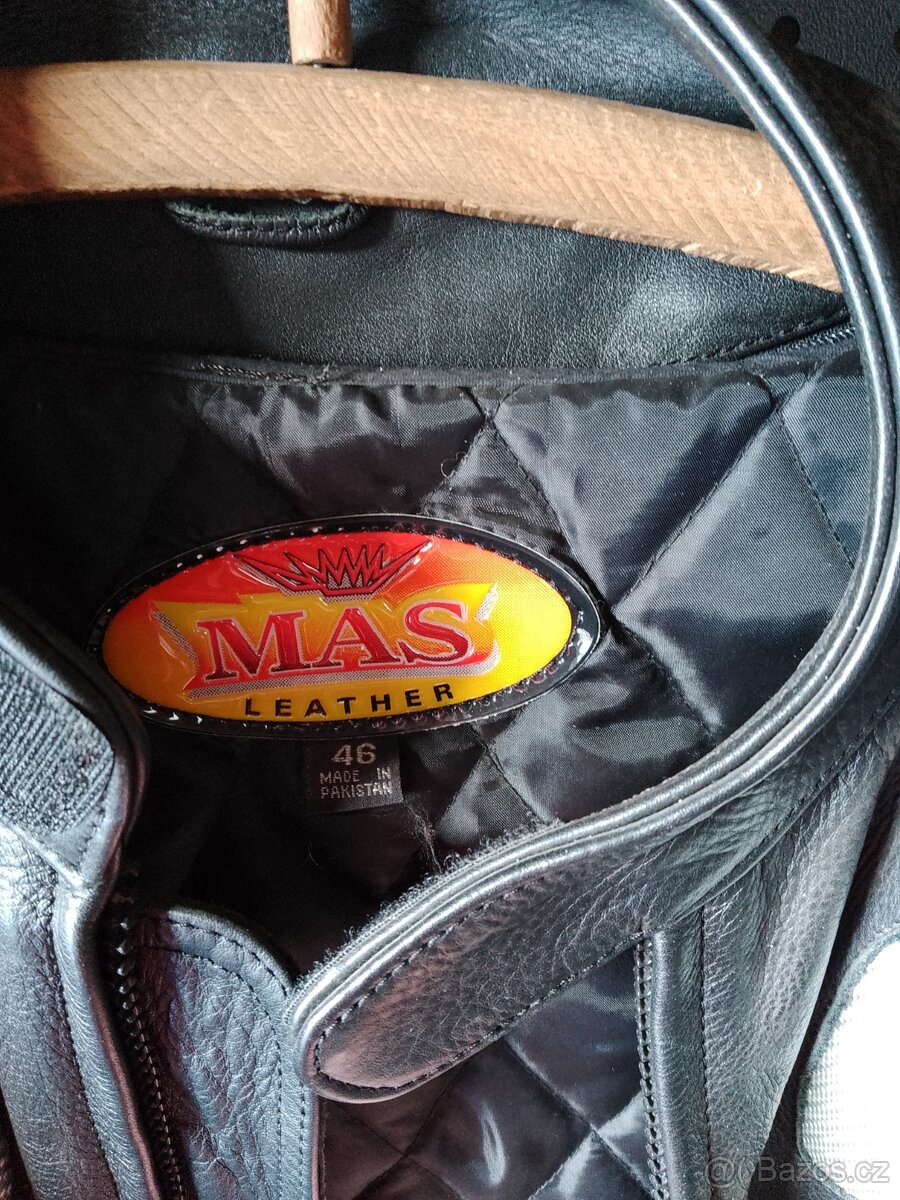 MAS
LEATHER
46
MADE IN
PAKISTAN
Bazos.cz